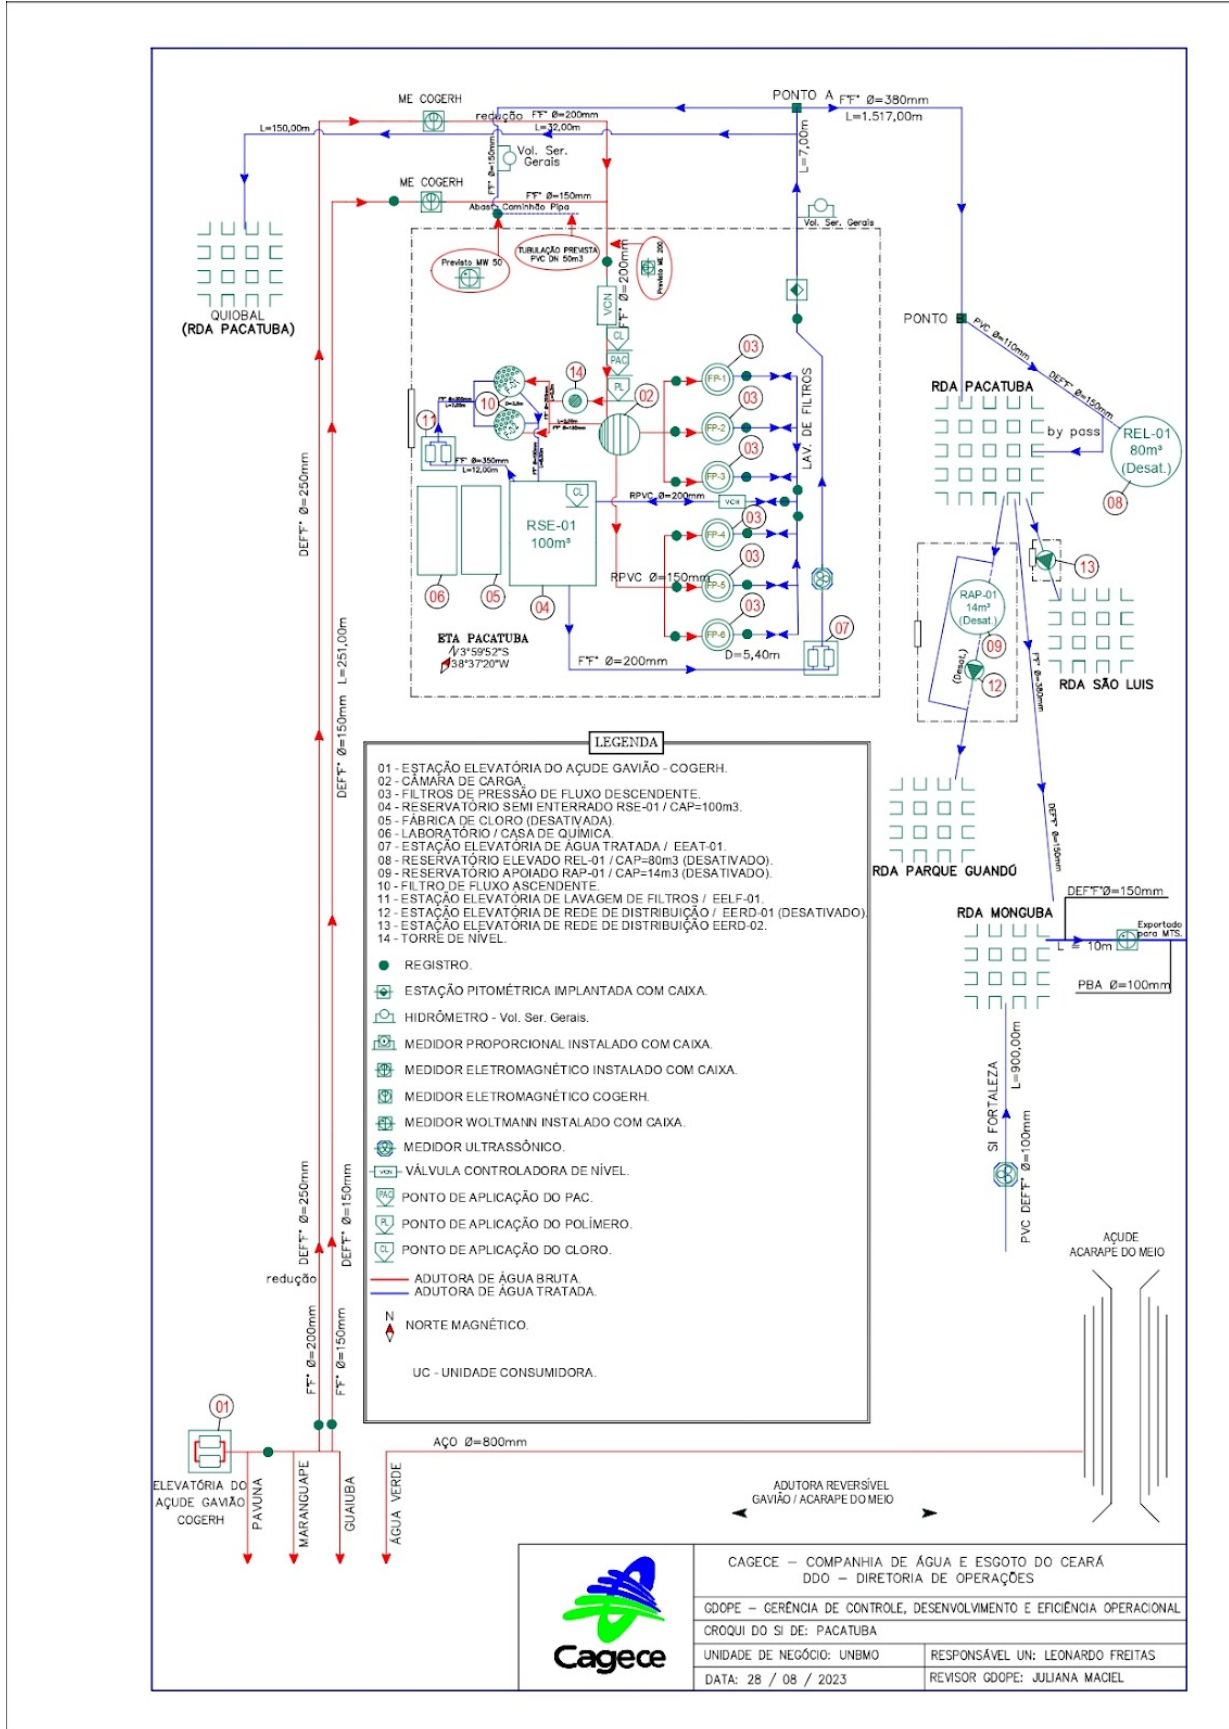 ME COGERH
redução
F°F° Ø=200mm
L=32,00m
L=150,00m
PONTO A
F°F° Ø=380mm
L=1.517,00m
Vol. Ser.
Gerais
F°F° Ø=150mm
L=7,00m
ME COGERH
F°F° Ø=150mm
Abast. Caminhão Pipa
Vol. Ser. Gerais
Previsto MW 50
TUBULAÇÃO PREVISTA
PVC DN 50m3
Previsto ME 200
F°F° Ø=200mm
QUIOBAL
(RDA PACATUBA)
VCN
CL
PAC
PL
PONTO B
PVC Ø=110mm
DEF°F° Ø=150mm
RDA PACATUBA
by pass
REL-01
80m³
(Desat.)
08
03
FP-1
14
02
10
11
03
FP-2
LAV. DE FILTROS
03
FP-3
F°F° Ø=350mm
L=12,00m
CL
RPVC Ø=200mm
VCN
RSE-01
100m³
03
FP-4
03
FP-5
RPVC Ø=150mm
03
FP-6
D=5,40m
06
05
04
07
ETA PACATUBA
3°59'52"S
38°37'20"W
F°F° Ø=200mm
DEF°F° Ø=250mm
DEF°F° Ø=150mm L=251,00m
13
RAP-01
14m³
(Desat.)
09
(Desat.)
12
F°F° Ø=380mm
RDA SÃO LUIS
DEF°F° Ø=150mm
RDA PARQUE GUANDÚ
RDA MONGUBA
DEF°F°Ø=150mm
Exportado
para MTS.
L = 10m
PBA Ø=100mm
SI FORTALEZA
L=900,00m
PVC DEF°F° Ø=100mm
LEGENDA
01 - ESTAÇÃO ELEVATÓRIA DO AÇUDE GAVIÃO - COGERH.
02 - CÂMARA DE CARGA.
03 - FILTROS DE PRESSÃO DE FLUXO DESCENDENTE.
04 - RESERVATÓRIO SEMI ENTERRADO RSE-01 / CAP=100m3.
05 - FÁBRICA DE CLORO (DESATIVADA).
06 - LABORATÓRIO / CASA DE QUÍMICA.
07 - ESTAÇÃO ELEVATÓRIA DE ÁGUA TRATADA / EEAT-01.
08 - RESERVATÓRIO ELEVADO REL-01 / CAP=80m3 (DESATIVADO).
09 - RESERVATÓRIO APOIADO RAP-01 / CAP=14m3 (DESATIVADO).
10 - FILTRO DE FLUXO ASCENDENTE.
11 - ESTAÇÃO ELEVATÓRIA DE LAVAGEM DE FILTROS / EELF-01.
12 - ESTAÇÃO ELEVATÓRIA DE REDE DE DISTRIBUIÇÃO / EERD-01 (DESATIVADO).
13 - ESTAÇÃO ELEVATÓRIA DE REDE DE DISTRIBUIÇÃO EERD-02.
14 - TORRE DE NÍVEL.
REGISTRO.
ESTAÇÃO PITOMÉTRICA IMPLANTADA COM CAIXA.
HIDRÔMETRO - Vol. Ser. Gerais.
MEDIDOR PROPORCIONAL INSTALADO COM CAIXA.
MEDIDOR ELETROMAGNÉTICO INSTALADO COM CAIXA.
MEDIDOR ELETROMAGNÉTICO COGERH.
MEDIDOR WOLTMANN INSTALADO COM CAIXA.
MEDIDOR ULTRASSÔNICO.
VCN VÁLVULA CONTROLADORA DE NÍVEL.
PAC PONTO DE APLICAÇÃO DO PAC.
PL PONTO DE APLICAÇÃO DO POLÍMERO.
CL PONTO DE APLICAÇÃO DO CLORO.
ADUTORA DE ÁGUA BRUTA.
ADUTORA DE ÁGUA TRATADA.
N
NORTE MAGNÉTICO.
UC - UNIDADE CONSUMIDORA.
DEF°F° Ø=250mm
DEF°F° Ø=150mm
redução
F°F° Ø=200mm
F°F° Ø=150mm
AÇUDE
ACARAPE DO MEIO
01
ELEVATÓRIA DO
AÇUDE GAVIÃO
COGERH
PAVUNA
MARANGUAPE
GUAIUBA
ÁGUA VERDE
AÇO Ø=800mm
ADUTORA REVERSÍVEL
GAVIÃO / ACARAPE DO MEIO
Cagece
CAGECE – COMPANHIA DE ÁGUA E ESGOTO DO CEARÁ
DDO – DIRETORIA DE OPERAÇÕES
GDOPE – GERÊNCIA DE CONTROLE, DESENVOLVIMENTO E EFICIÊNCIA OPERACIONAL
CROQUI DO SI DE: PACATUBA
UNIDADE DE NEGÓCIO: UNBMO
RESPONSÁVEL UN: LEONARDO FREITAS
DATA: 28 / 08 / 2023
REVISOR GDOPE: JULIANA MACIEL